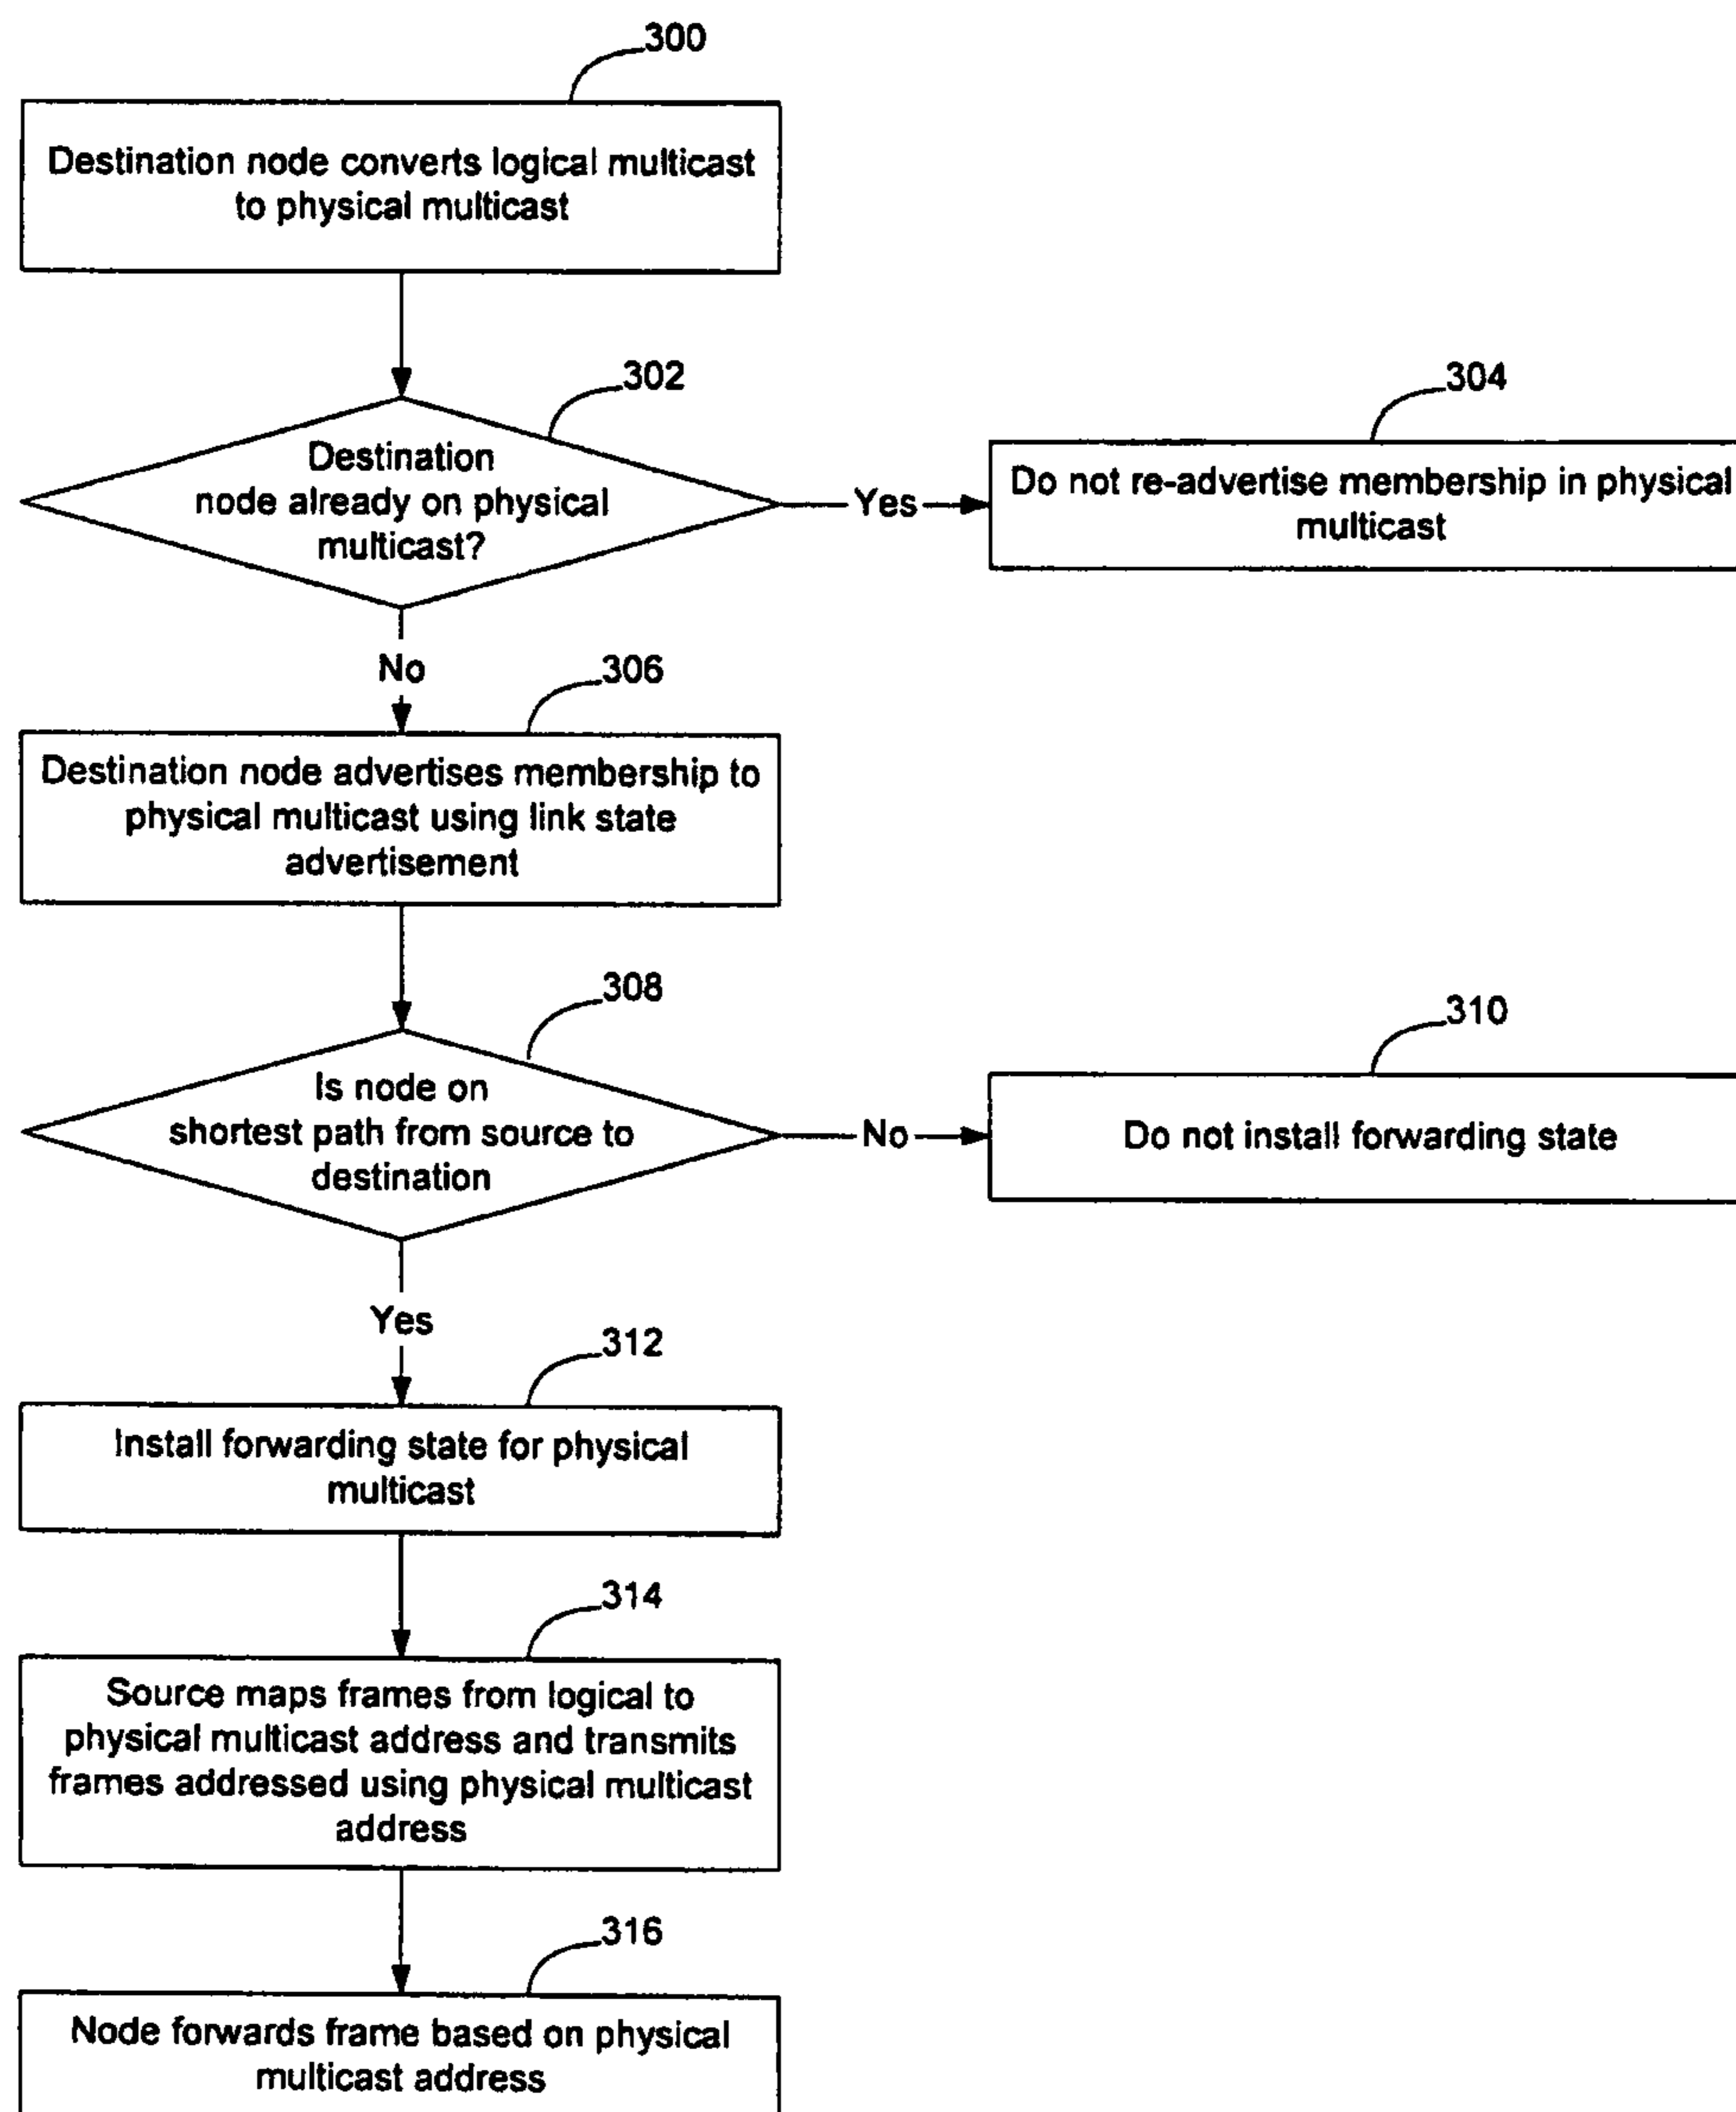 300
Destination node converts logical multicast
to physical multicast
302
Destination
node already on physical
multicast?
Yes
304
Do not re-advertise membership in physical
multicast
No
306
Destination node advertises membership to
physical multicast using link state
advertisement
308
Is node on
shortest path from source to
destination
No
310
Do not install forwarding state
Yes
312
Install forwarding state for physical
multicast
314
Source maps frames from logical to
physical multicast address and transmits
frames addressed using physical multicast
address
316
Node forwards frame based on physical
multicast address